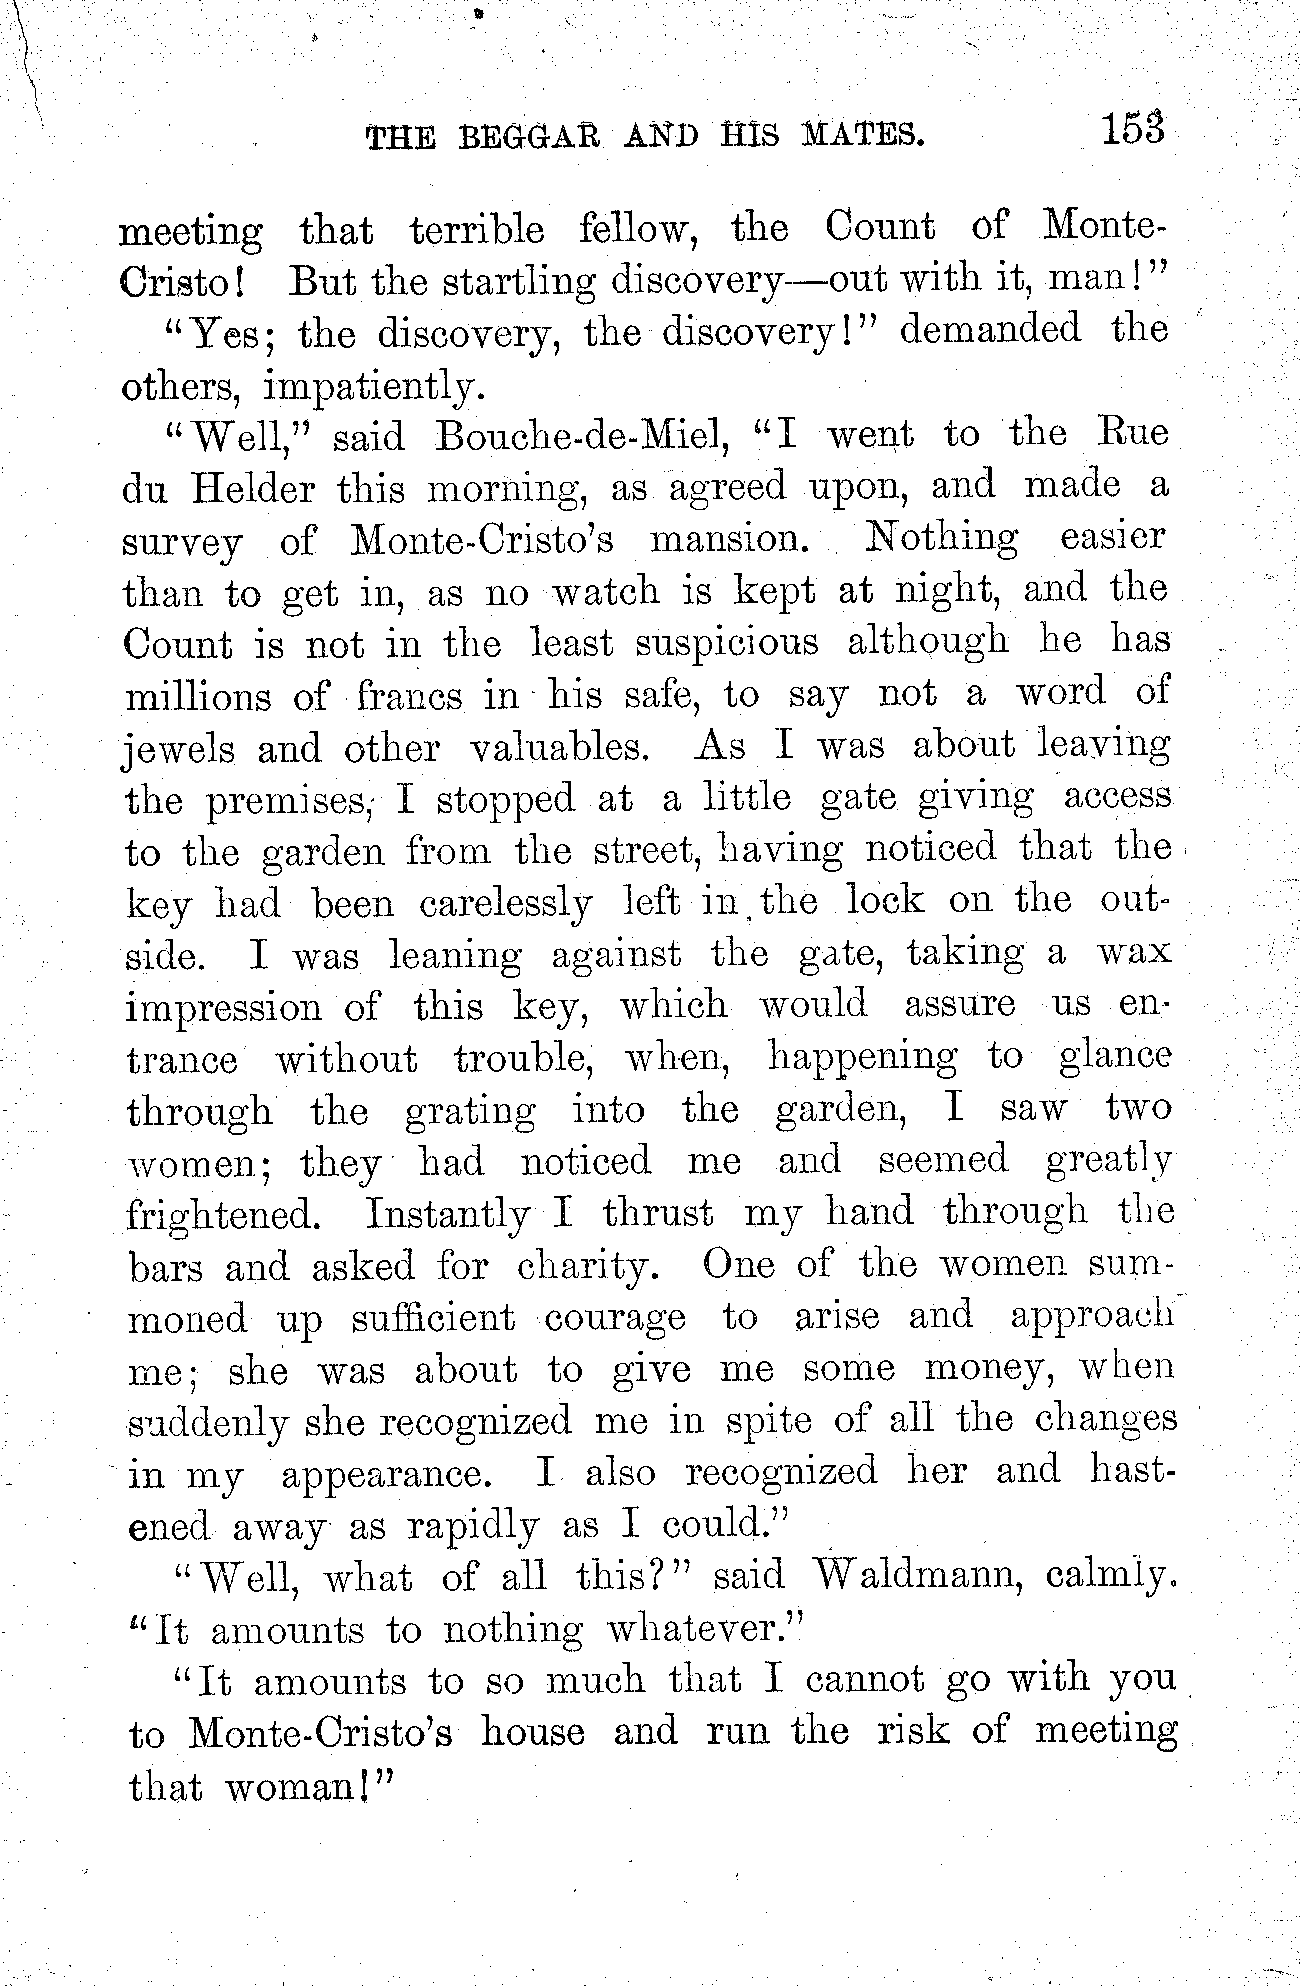 THE BEGGAR AND HIS MATES. 153
meeting that terrible fellow, the Count of Monte-
Cristo! But the startling discovery—out with it, man!”
“Yes; the discovery, the discovery!” demanded the
others, impatiently.
“Well,” said Bouche-de-Miel, “I went to the Rue
du Helder this morning, as agreed upon, and made a
survey of Monte-Cristo’s mansion. Nothing easier
than to get in, as no watch is kept at night, and the
Count is not in the least suspicious although he has
millions of francs in his safe, to say not a word of
jewels and other valuables. As I was about leaving
the premises, I stopped at a little gate giving access
to the garden from the street, having noticed that the
key had been carelessly left in the lock on the out-
side. I was leaning against the gate, taking a wax
impression of this key, which would assure us en-
trance without trouble, when, happening to glance
through the grating into the garden, I saw two
women; they had noticed me and seemed greatly
frightened. Instantly I thrust my hand through the
bars and asked for charity. One of the women sum-
moned up sufficient courage to arise and approach
me; she was about to give me some money, when
suddenly she recognized me in spite of all the changes
in my appearance. I also recognized her and hast-
ened away as rapidly as I could.”
“Well, what of all this?” said Waldmann, calmly.
“It amounts to nothing whatever.”
“It amounts to so much that I cannot go with you
to Monte-Cristo’s house and run the risk of meeting
that woman!”